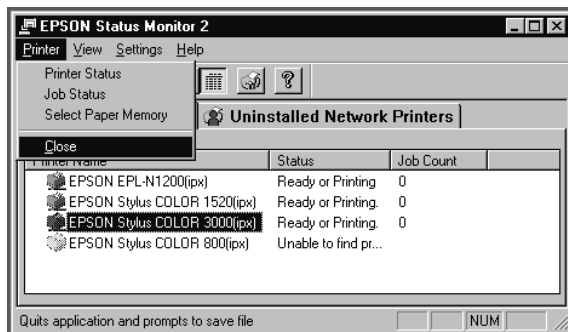 EPSON Status Monitor 2
Printer View Settings Help
Printer Status
Job Status
Select Paper Memory
Close
Uninstalled Network Printers
Printer Name Status Job Count
EPSON EPL-N1200(ipx) Ready or Printing 0
EPSON Stylus COLOR 1520(ipx) Ready or Printing. 0
EPSON Stylus COLOR 3000(ipx) Ready or Printing. 0
EPSON Stylus COLOR 800(ipx) Unable to find pr...
Quits application and prompts to save file NUM